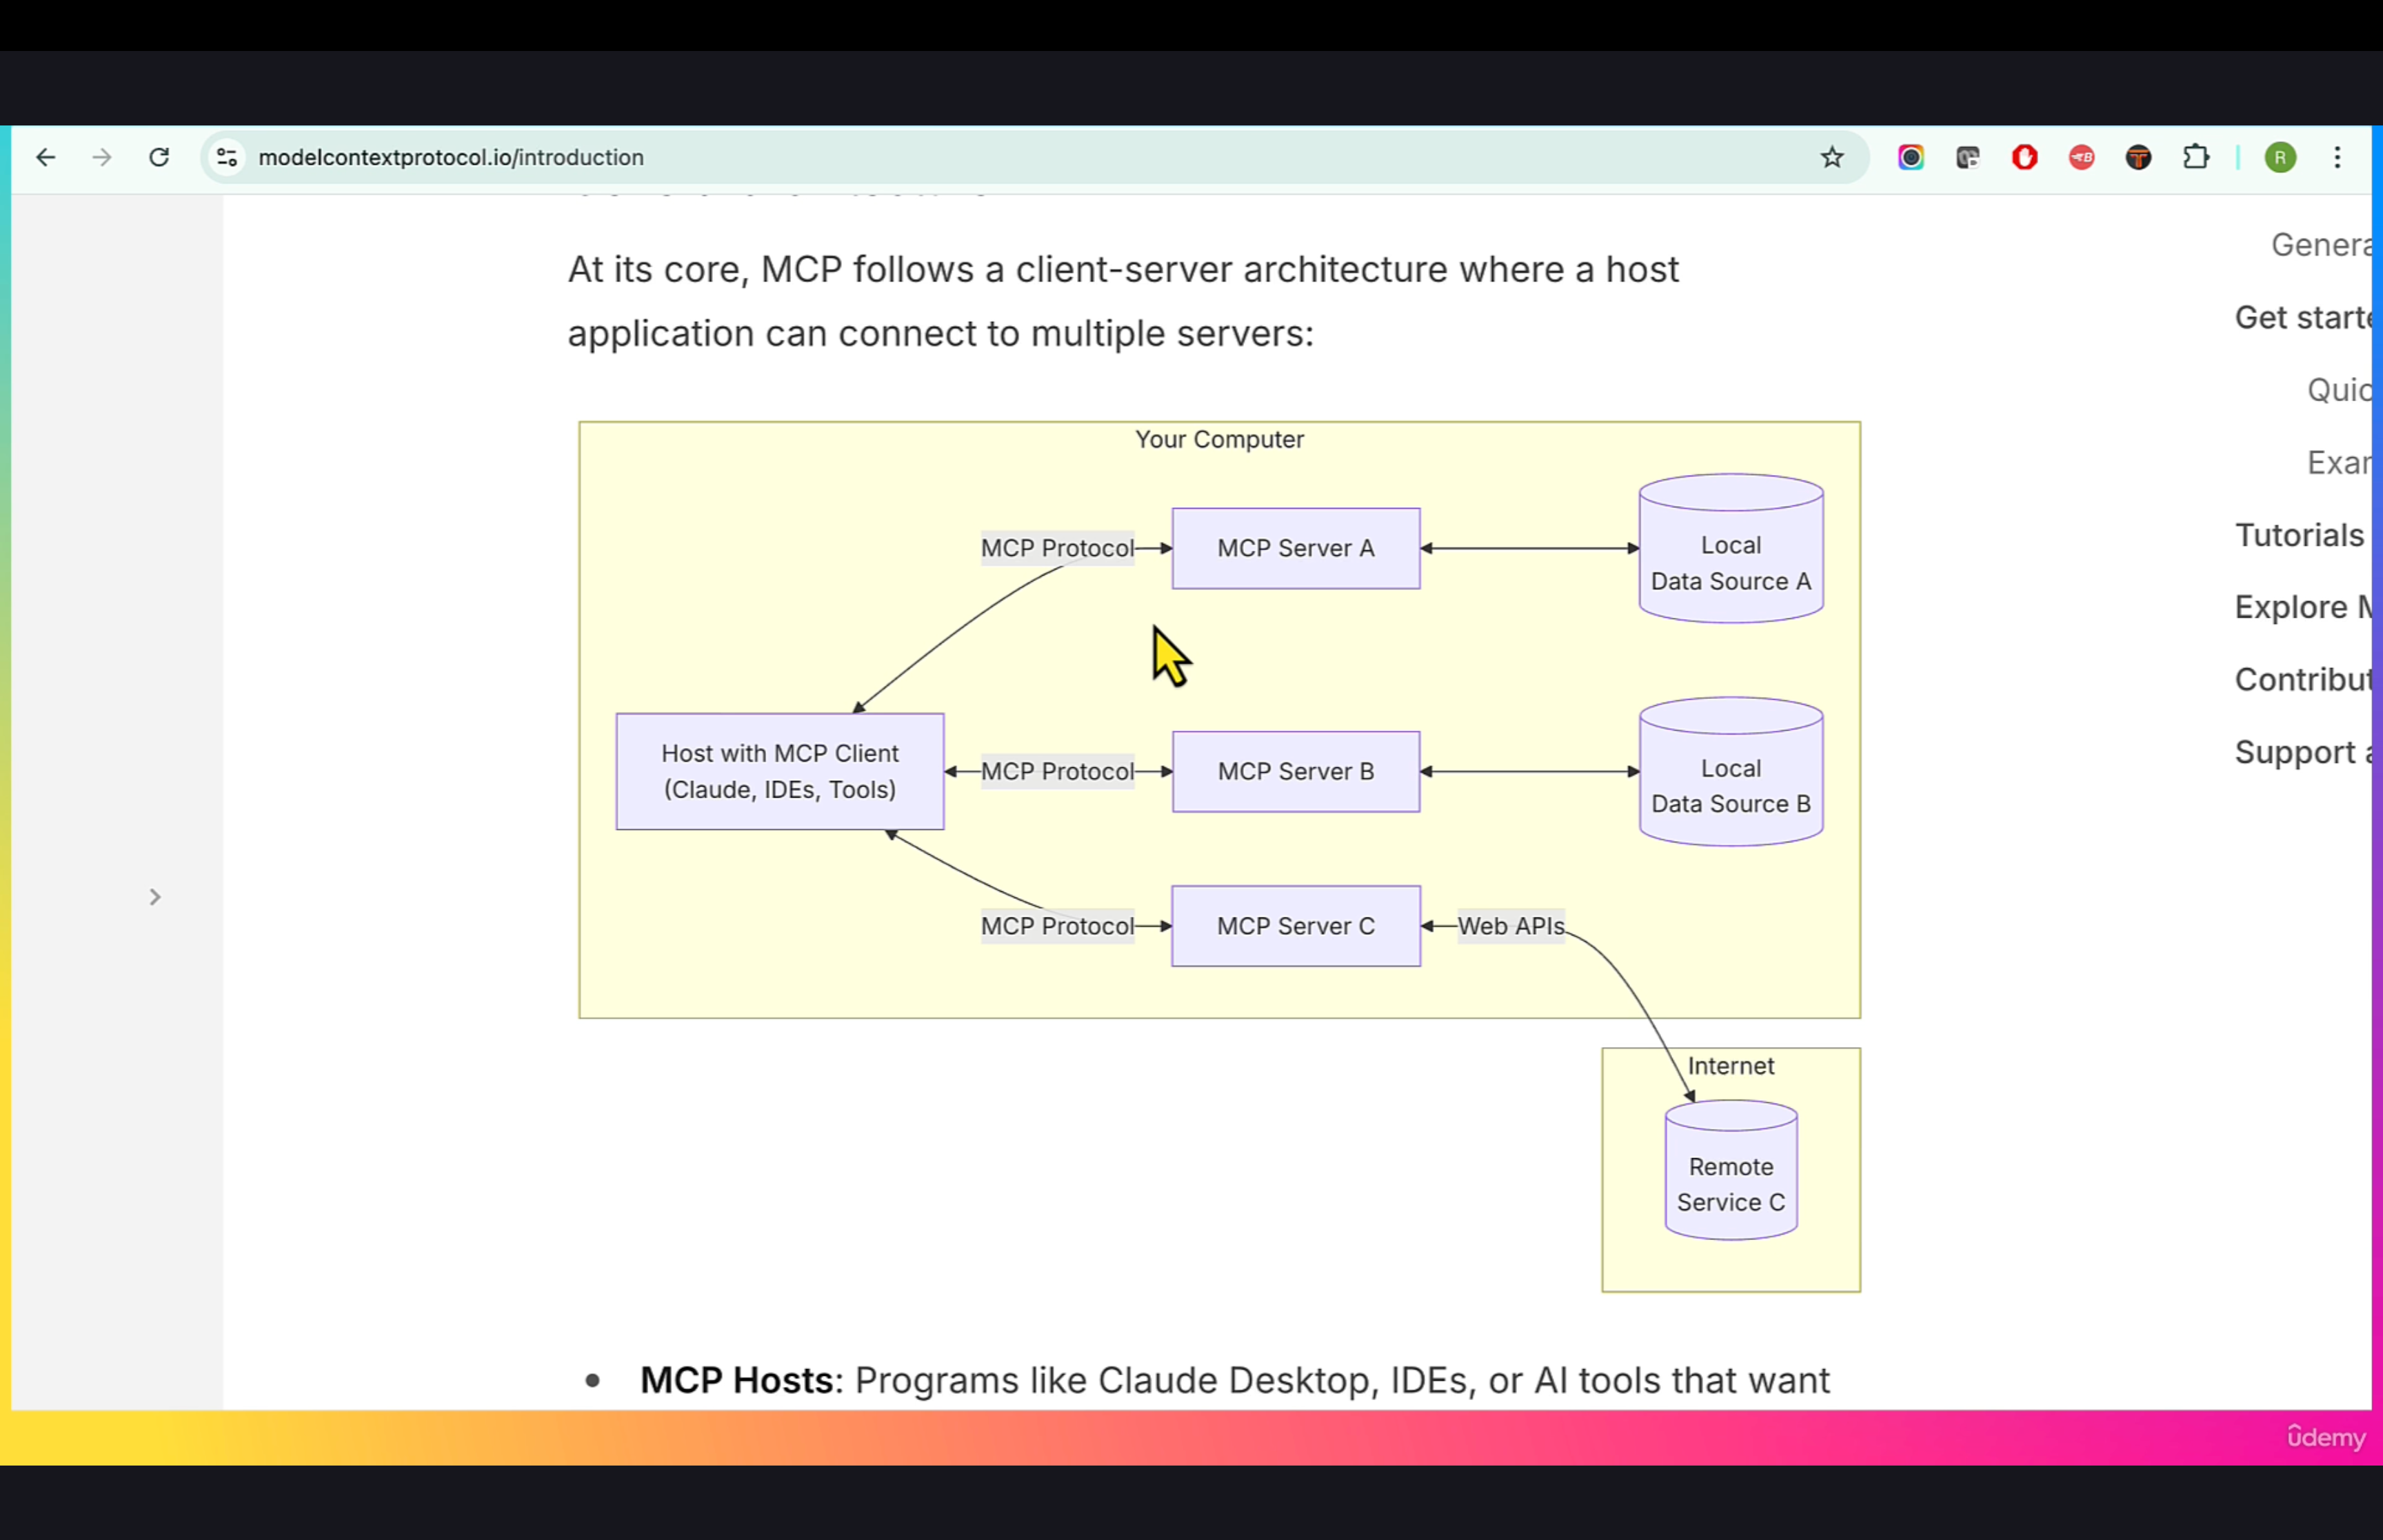 modelcontextprotocol.io/introduction
R
At its core, MCP follows a client-server architecture where a host
application can connect to multiple servers:
Your Computer
MCP Protocol
MCP Server A
Local
Data Source A
Host with MCP Client
(Claude, IDEs, Tools)
MCP Protocol
MCP Server B
Local
Data Source B
MCP Protocol
MCP Server C
Web APIs
Internet
Remote
Service C
• MCP Hosts: Programs like Claude Desktop, IDEs, or AI tools that want
Genera
Get starte
Quic
Exar
Tutorials
Explore
Contribut
Support a
ûdemy